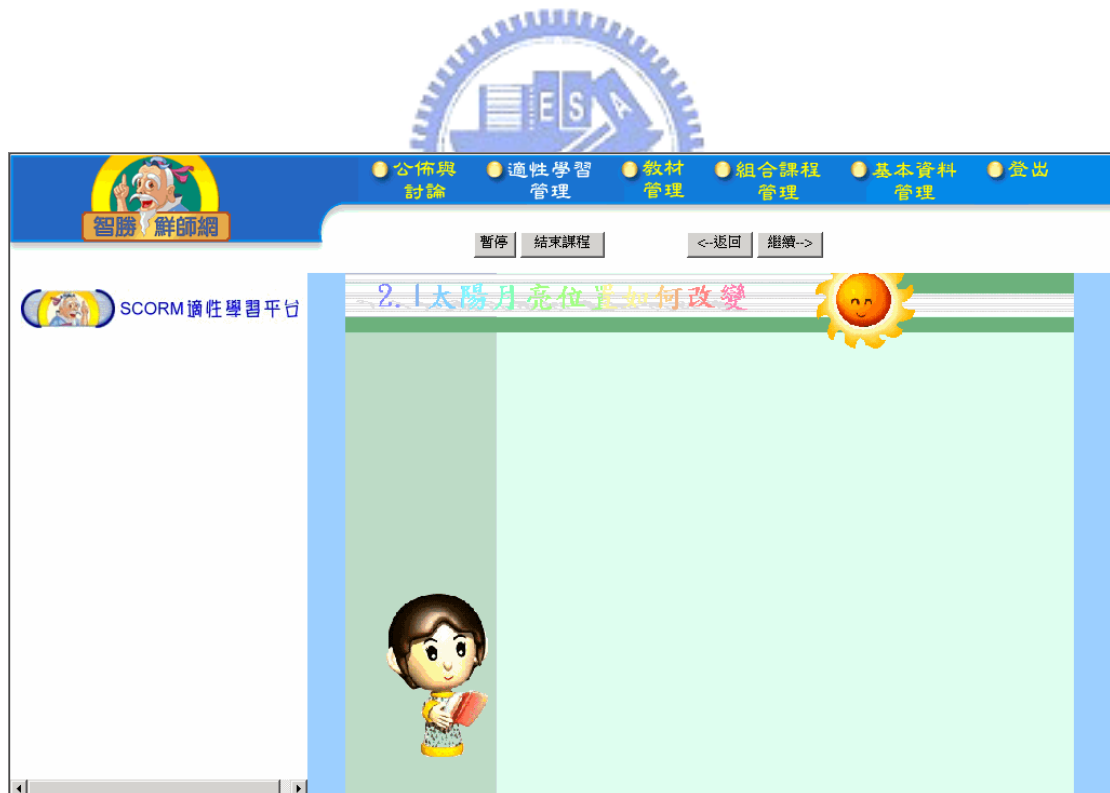 ESA
公佈與討論
適性學習管理
教材管理
組合課程管理
基本資料管理
登出
智勝鮮師網
暫停 結束課程 <--返回 繼續-->
SCORM適性學習平台
2.1太陽月亮位置如何改變